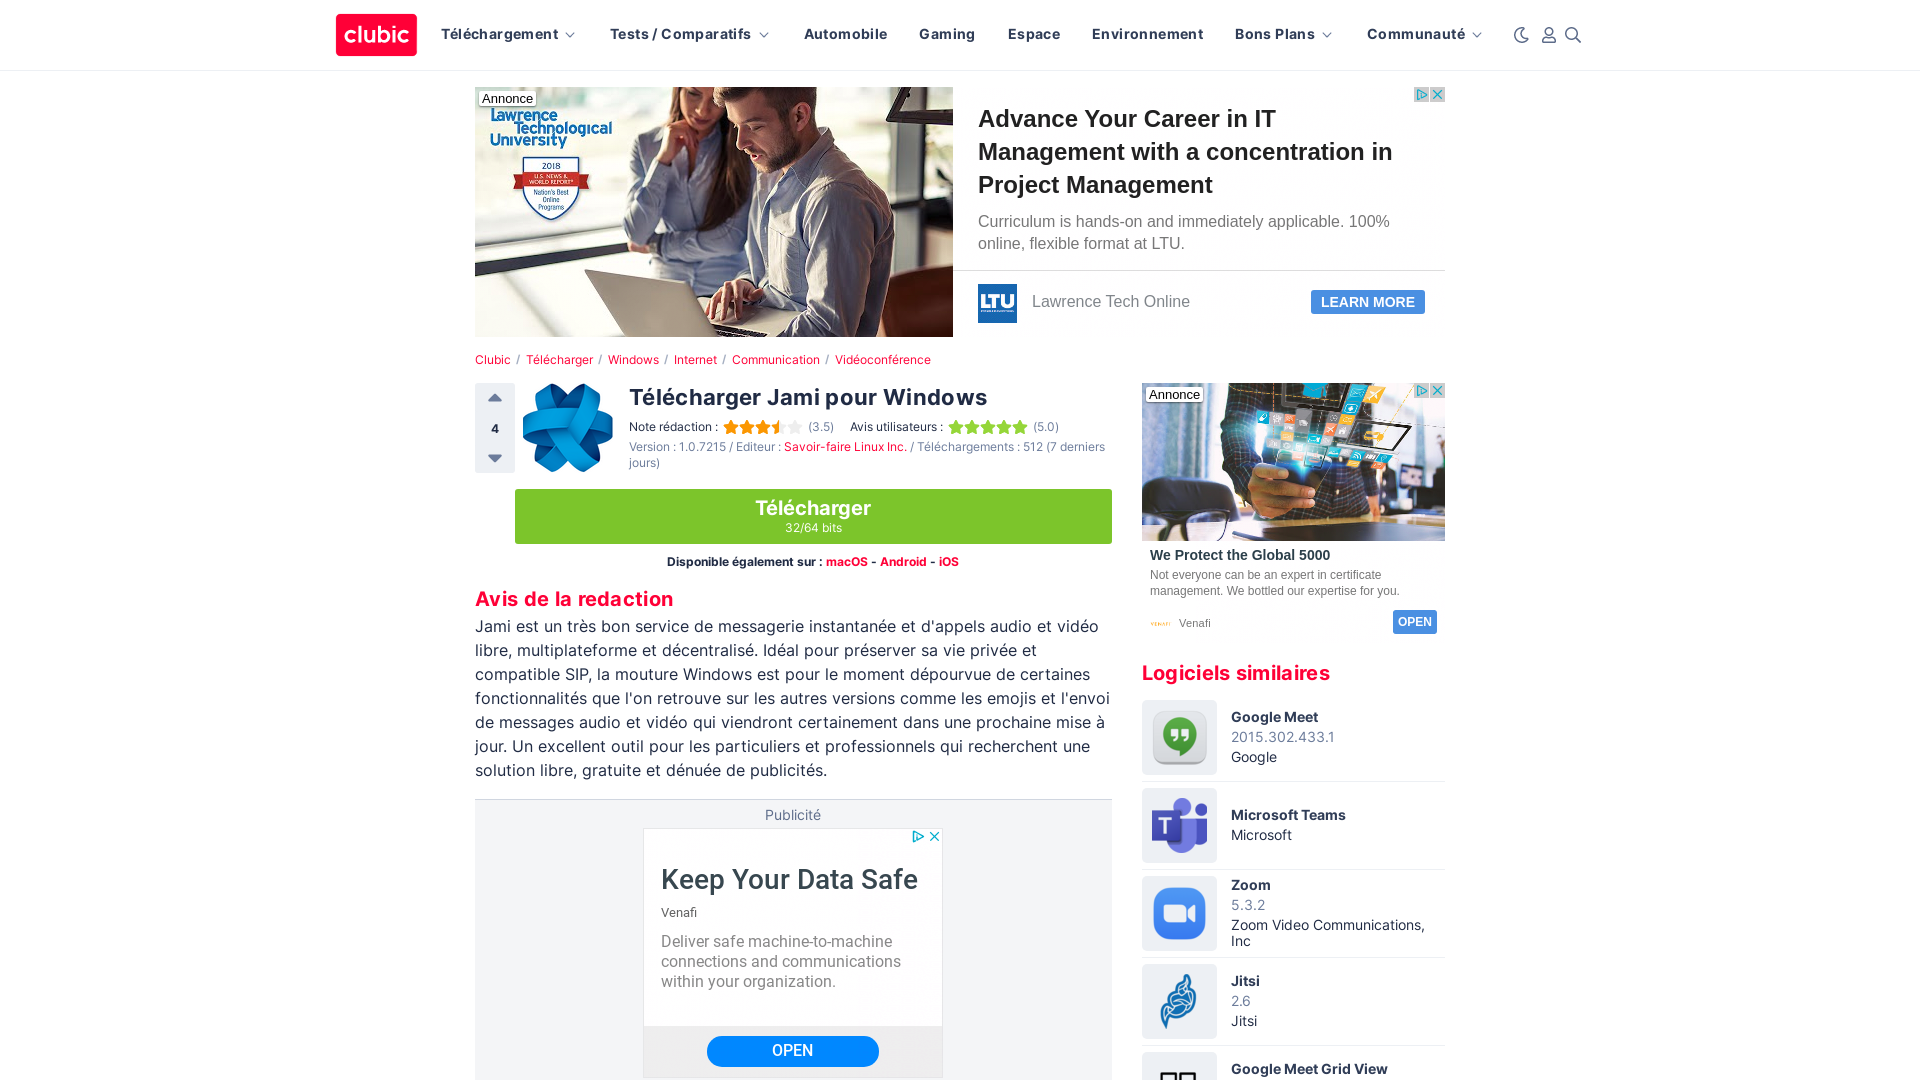 clubic
Téléchargement
Tests / Comparatifs
Automobile
Gaming
Espace
Environnement
Bons Plans
Communauté
Annonce
Lawrence
Technological
University
2018
U.S. NEWS &
WORLD REPORT
Nation's Best
Online
Programs
Advance Your Career in IT
Management with a concentration in
Project Management
Curriculum is hands-on and immediately applicable. 100%
online, flexible format at LTU.
LTU
Lawrence Tech Online
LEARN MORE
Clubic / Télécharger / Windows / Internet / Communication / Vidéoconférence
4
Télécharger Jami pour Windows
Note rédaction : (3.5) Avis utilisateurs : (5.0)
Version : 1.0.7215 / Editeur : Savoir-faire Linux Inc. / Téléchargements : 512 (7 derniers
jours)
Télécharger
32/64 bits
Disponible également sur : macOS - Android - iOS
Avis de la redaction
Jami est un très bon service de messagerie instantanée et d'appels audio et vidéo
libre, multiplateforme et décentralisé. Idéal pour préserver sa vie privée et
compatible SIP, la mouture Windows est pour le moment dépourvue de certaines
fonctionnalités que l'on retrouve sur les autres versions comme les emojis et l'envoi
de messages audio et vidéo qui viendront certainement dans une prochaine mise à
jour. Un excellent outil pour les particuliers et professionnels qui recherchent une
solution libre, gratuite et dénuée de publicités.
Publicité
Keep Your Data Safe
Venafi
Deliver safe machine-to-machine
connections and communications
within your organization.
OPEN
Annonce
We Protect the Global 5000
Not everyone can be an expert in certificate
management. We bottled our expertise for you.
VENAFI
Venafi
OPEN
Logiciels similaires
Google Meet
2015.302.433.1
Google
T
Microsoft Teams
Microsoft
Zoom
5.3.2
Zoom Video Communications,
Inc
Jitsi
2.6
Jitsi
Google Meet Grid View